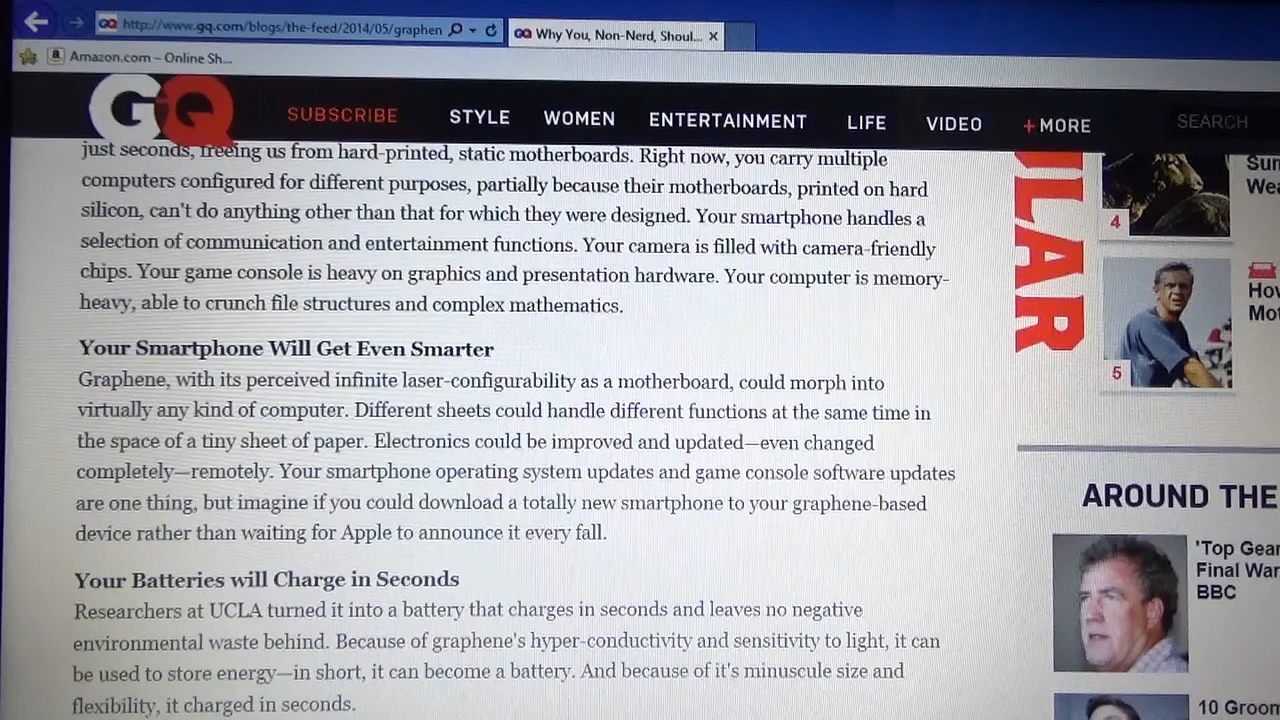 http://www.gq.com/blogs/the-feed/2014/05/graphen
GQ Why You, Non-Nerd, Shoul...
Amazon.com – Online Sh...
GQ
SUBSCRIBE STYLE WOMEN ENTERTAINMENT LIFE VIDEO + MORE SEARCH
just seconds, freeing us from hard-printed, static motherboards. Right now, you carry multiple
computers configured for different purposes, partially because their motherboards, printed on hard
silicon, can't do anything other than that for which they were designed. Your smartphone handles a
selection of communication and entertainment functions. Your camera is filled with camera-friendly
chips. Your game console is heavy on graphics and presentation hardware. Your computer is memory-
heavy, able to crunch file structures and complex mathematics.
Your Smartphone Will Get Even Smarter
Graphene, with its perceived infinite laser-configurability as a motherboard, could morph into
virtually any kind of computer. Different sheets could handle different functions at the same time in
the space of a tiny sheet of paper. Electronics could be improved and updated—even changed
completely—remotely. Your smartphone operating system updates and game console software updates
are one thing, but imagine if you could download a totally new smartphone to your graphene-based
device rather than waiting for Apple to announce it every fall.
Your Batteries will Charge in Seconds
Researchers at UCLA turned it into a battery that charges in seconds and leaves no negative
environmental waste behind. Because of graphene's hyper-conductivity and sensitivity to light, it can
be used to store energy—in short, it can become a battery. And because of it's minuscule size and
flexibility, it charged in seconds.
ULAR
4
Sun
Wea
5
How
Mot
AROUND THE
'Top Gear
Final War
BBC
10 Groom